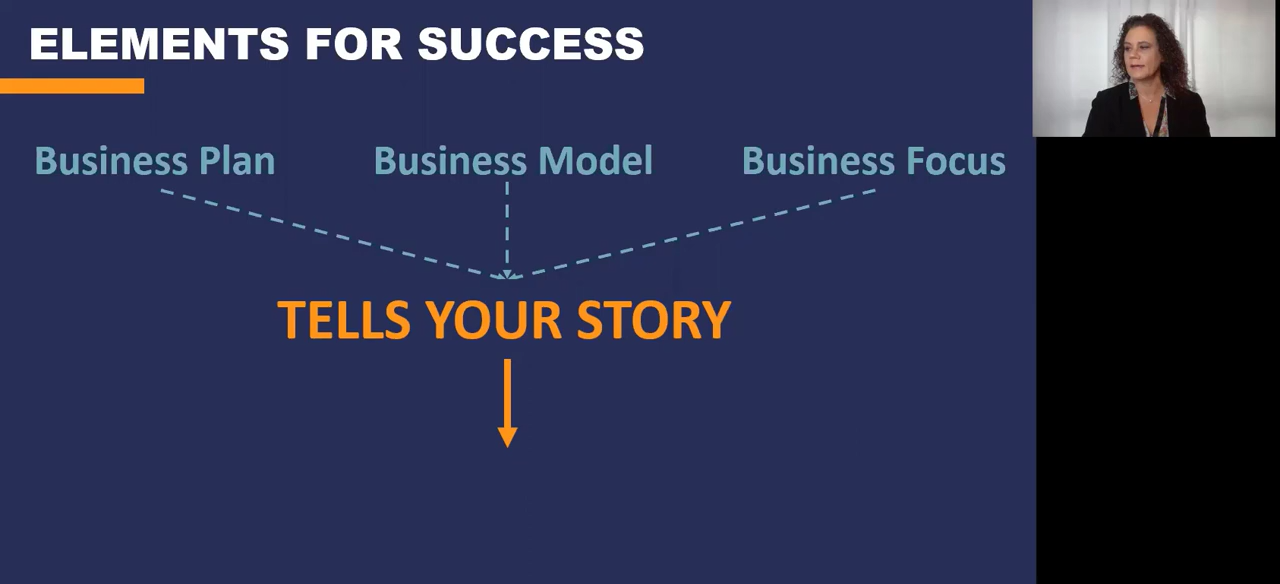 ELEMENTS FOR SUCCESS
Business Plan Business Model Business Focus
TELLS YOUR STORY